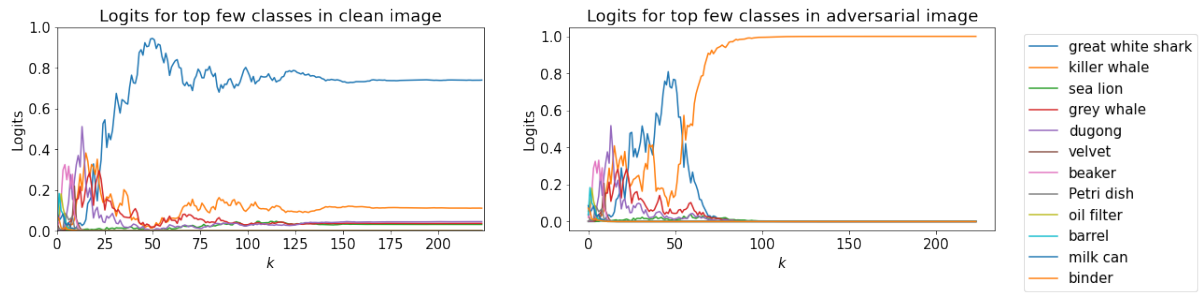 Logits for top few classes in clean image
1.0
0.8
0.6
0.4
0.2
0.0
Logits
0 25 50 75 100 125 150 175 200
k
Logits for top few classes in adversarial image
1.0
0.8
0.6
0.4
0.2
0.0
Logits
0 50 100 150 200
k
great white shark
killer whale
sea lion
grey whale
dugong
velvet
beaker
Petri dish
oil filter
barrel
milk can
binder